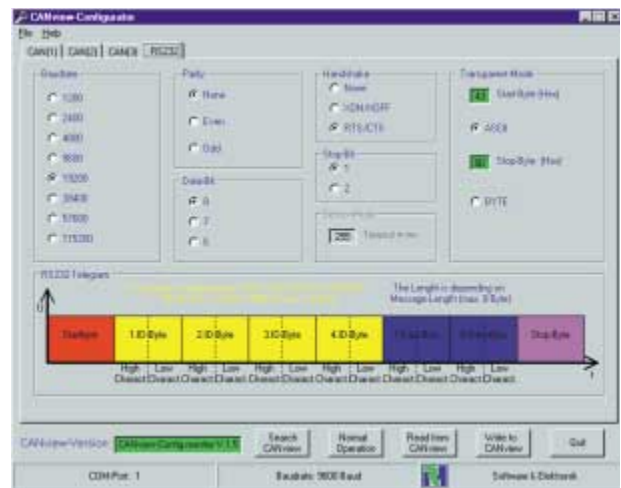 CANview-Configurator
File Help
CAN(1) CAN(2) CAN(3) RS232
Baudrate
1200
2400
9600
19200
38400
57600
115200
Parity
None
Even
Odd
Data-Bit
8
7
Handshake
None
XON/XOFF
RTS/CTS
Stop-Bit
1
2
Transparent Mode
Start-Byte (Hex)
ASCII
Stop-Byte (Hex)
BYTE
RS232 Telegram
The Length is depending on
Message-Length (max. 8 Byte)
Startbyte 1.ID-Byte 2.ID-Byte 3.ID-Byte 4.ID-Byte Stop-Byte
High Low High Low High Low High Low High Low High Low
Charact Charact Charact Charact Charact Charact Charact Charact Charact Charact Charact Charact
t
CANview-Version: CANview-Configurator V 1.5
Search CANview
Normal Operation
Read from CANview
Write to CANview
Quit
COM-Port: 1 Baudrate: 9600 Baud Software & Elektronik